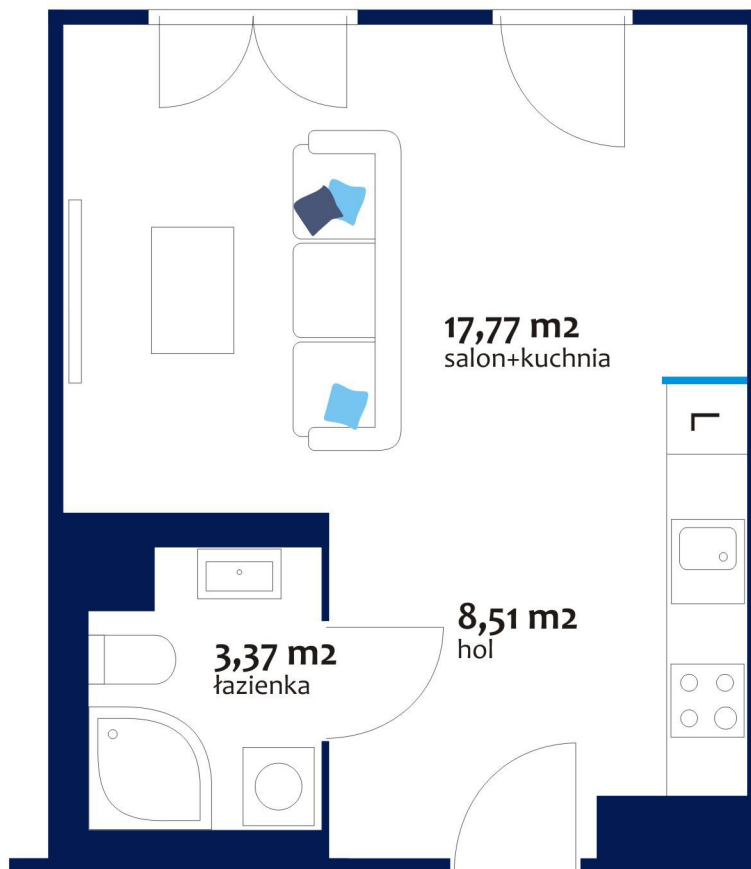 17,77 m2
salon+kuchnia
L
8,51 m2
hol
3,37 m2
łazienka